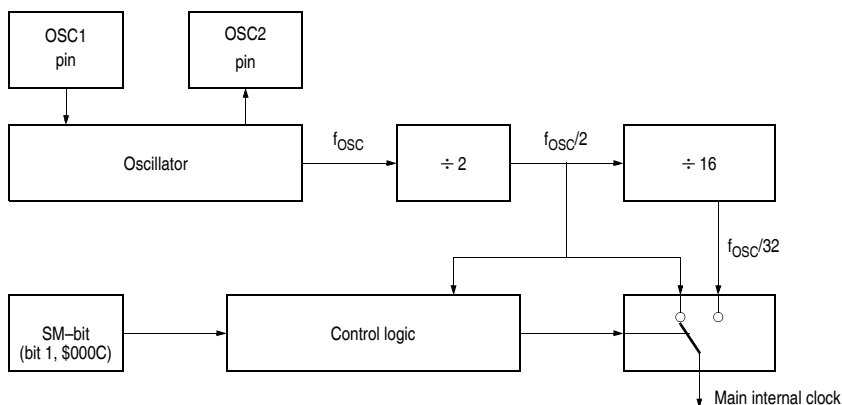 OSC1
pin
OSC2
pin
Oscillator
fOSC
÷ 2
fOSC/2
÷ 16
fOSC/32
SM–bit
(bit 1, $000C)
Control logic
Main internal clock